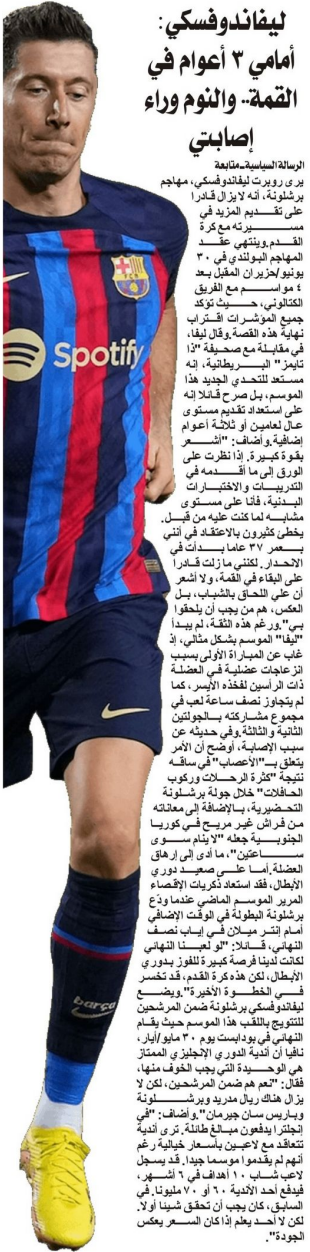 ليفاندوفسكي:
أمامي ٣ أعوام في
القمة.. والنوم وراء
إصابتي
الرسالة السياسية-متابعة
يرى روبرت ليفاندوفسكي، مهاجم
برشلونة، أنه لا يزال قادرا
على تقديم المزيد في
مسيرته مع كرة
القدم.وينتهي عقد
المهاجم البولندي في ٣٠
يونيو/حزيران المقبل بعد
٤ مواسم مع الفريق
الكتالوني، حيث تؤكد
جميع المؤشرات اقتراب
نهاية هذه القصة.وقال ليفا،
في مقابلة مع صحيفة "ذا
تايمز" البريطانية، إنه
مستعد للتحدي الجديد هذا
الموسم، بل صرح قائلا إنه
على استعداد تقديم مستوى
عال لعامين أو ثلاثة أعوام
إضافية.وأضاف: "أشعر
بقوة كبيرة. إذا نظرت على
الورق إلى ما أقدمه في
التدريبات والاختبارات
البدنية، فأنا على مستوى
مشابه لما كنت عليه من قبل.
يخطئ كثيرون بالاعتقاد في أنني
بعمر ٣٧ عاما بدأت في
الانحدار. لكنني ما زلت قادرا
على البقاء في القمة، ولا أشعر
أن علي اللحاق بالشباب، بل
العكس، هم من يجب أن يلحقوا
بي".ورغم هذه الثقة، لم يبدأ
"ليفا" الموسم بشكل مثالي، إذ
غاب عن المباراة الأولى بسبب
انزعاجات عضلية في العضلة
ذات الرأسين لفخذه الأيسر، كما
لم يتجاوز نصف ساعة لعب في
مجموع مشاركته بالجولتين
الثانية والثالثة.وفي حديثه عن
سبب الإصابة، أوضح أن الأمر
يتعلق بـ"الأعصاب" في ساقه
نتيجة "كثرة الرحلات وركوب
الحافلات" خلال جولة برشلونة
التحضيرية، بالإضافة إلى معاناته
من فراش غير مريح في كوريا
الجنوبية جعله "لا ينام سوى
ساعتين"، ما أدى إلى إرهاق
العضلة.أما على صعيد دوري
الأبطال، فقد استعاد ذكريات الإقصاء
المرير الموسم الماضي عندما ودّع
برشلونة البطولة في الوقت الإضافي
أمام إنتر ميلان في إياب نصف
النهائي، قائلا: "لو لعبنا النهائي
لكانت لدينا فرصة كبيرة للفوز بدوري
الأبطال، لكن هذه كرة القدم، قد تخسر
في الخطوة الأخيرة".ويضع
ليفاندوفسكي برشلونة ضمن المرشحين
للتتويج باللقب هذا الموسم حيث يقام
النهائي في بودابست يوم ٣٠ مايو/أيار،
نافيا أن أندية الدوري الإنجليزي الممتاز
هي الوحيدة التي يجب الخوف منها،
فقال: "نعم هم ضمن المرشحين، لكن لا
يزال هناك ريال مدريد وبرشلونة
وباريس سان جيرمان".وأضاف: "في
إنجلترا يدفعون مبالغ طائلة. ترى أندية
تتعاقد مع لاعبين بأسعار خيالية رغم
أنهم لم يقدموا موسما جيدا. قد يسجل
لاعب شاب ١٠ أهداف في ٦ أشهر،
فيدفع أحد الأندية ٦٠ أو ٧٠ مليونا. في
السابق، كان يجب أن تحقق شيئا أولا.
لكن لا أحد يعلم إذا كان السعر يعكس
الجودة".
Spotify
FCB
barça